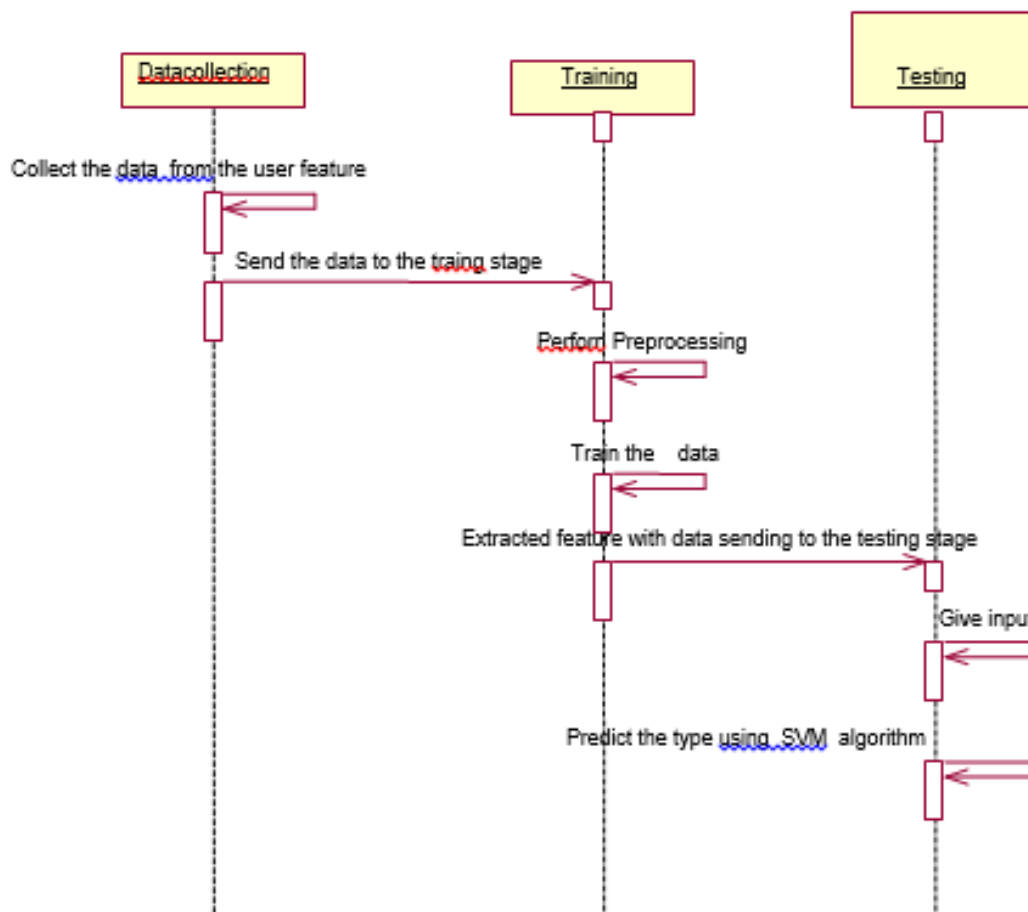 Datacollection
Training
Testing
Collect the data from the user feature
Send the data to the traing stage
Perform Preprocessing
Train the data
Extracted feature with data sending to the testing stage
Give
Predict the type using SVM algorithm